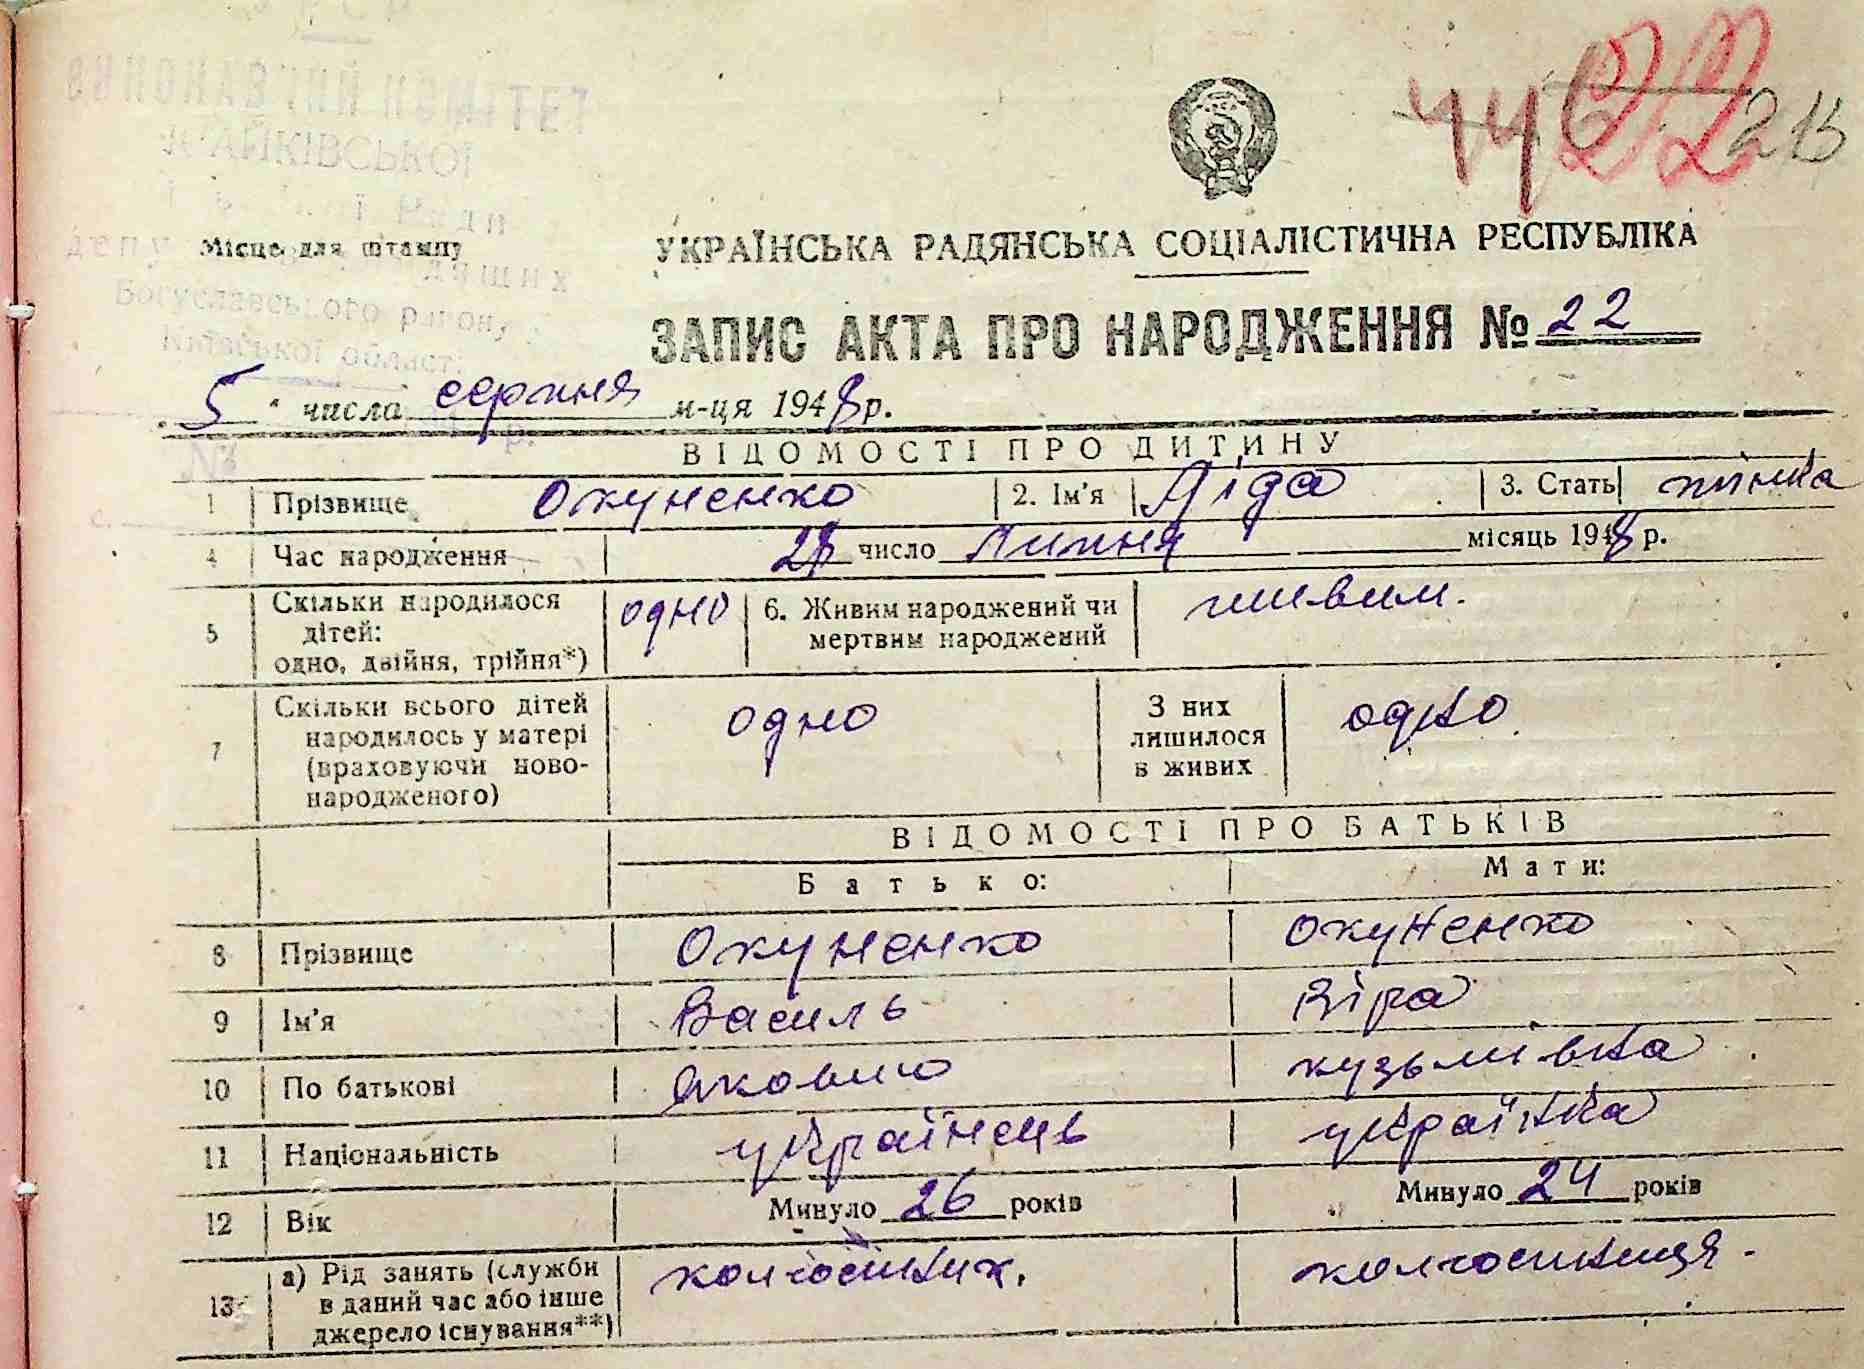 ВИКОНАВЧИЙ КОМІТЕТ
Ради
Богуславського району
Київської області
Місце для штампу
22
УКРАЇНСЬКА РАДЯНСЬКА СОЦІАЛІСТИЧНА РЕСПУБЛІКА
ЗАПИС АКТА ПРО НАРОДЖЕННЯ № 22
5 " числа серпня м-ця 1948 р.
ВІДОМОСТІ ПРО ДИТИНУ
1 Прізвище Окуненко 2. Ім'я Ліда 3. Стать жінка
4 Час народження 28 число Липня місяць 1948 р.
5 Скільки народилося дітей: одно, двійня, трійня*) одно 6. Живим народжений чи мертвим народжений живим.
7 Скільки всього дітей народилось у матері (враховуючи ново-народженого) одно З них лишилося в живих одно
ВІДОМОСТІ ПРО БАТЬКІВ
Батько: Мати:
8 Прізвище Окуненко Окуненко
9 Ім'я Василь Віра
10 По батькові кузьмівна
11 Національність українець українка
12 Вік Минуло 26 років Минуло 24 років
13 а) Рід занять (служби в даний час або інше джерело існування**) колгоспник. колгоспниця.